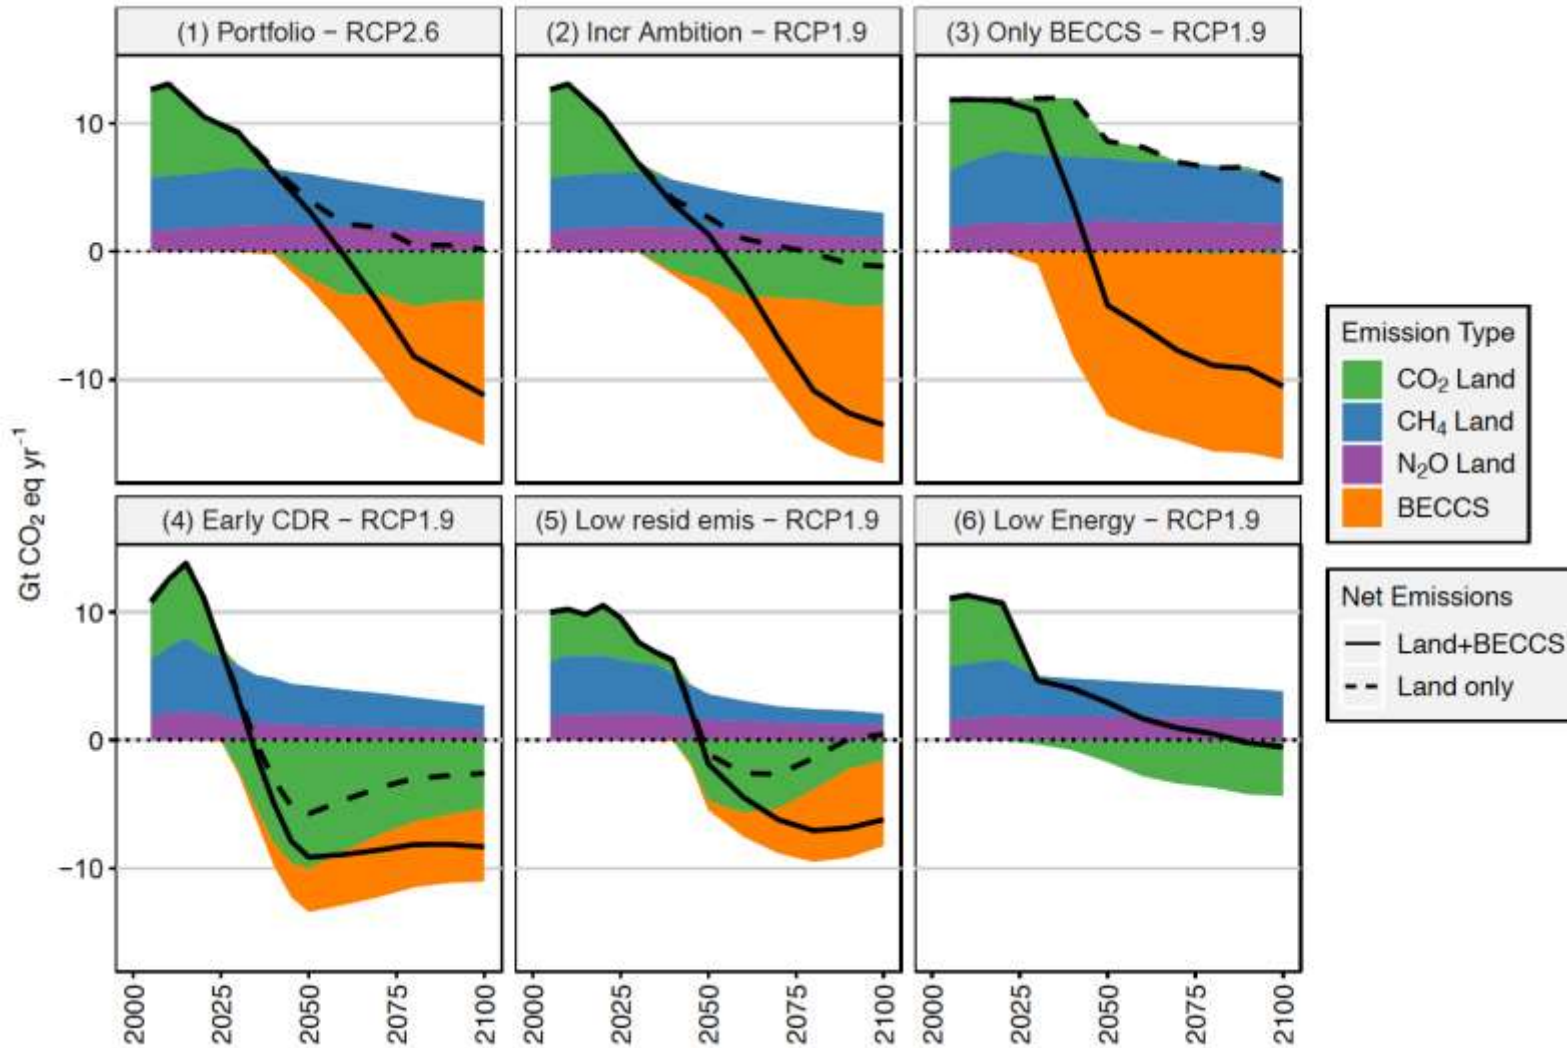 (1) Portfolio − RCP2.6
(2) Incr Ambition − RCP1.9
(3) Only BECCS − RCP1.9
10
0
−10
(4) Early CDR − RCP1.9
(5) Low resid emis − RCP1.9
(6) Low Energy − RCP1.9
10
0
−10
Gt CO₂ eq yr⁻¹
2000
2025
2050
2075
2100
2000
2025
2050
2075
2100
2000
2025
2050
2075
2100
Emission Type
CO₂ Land
CH₄ Land
N₂O Land
BECCS
Net Emissions
Land+BECCS
Land only